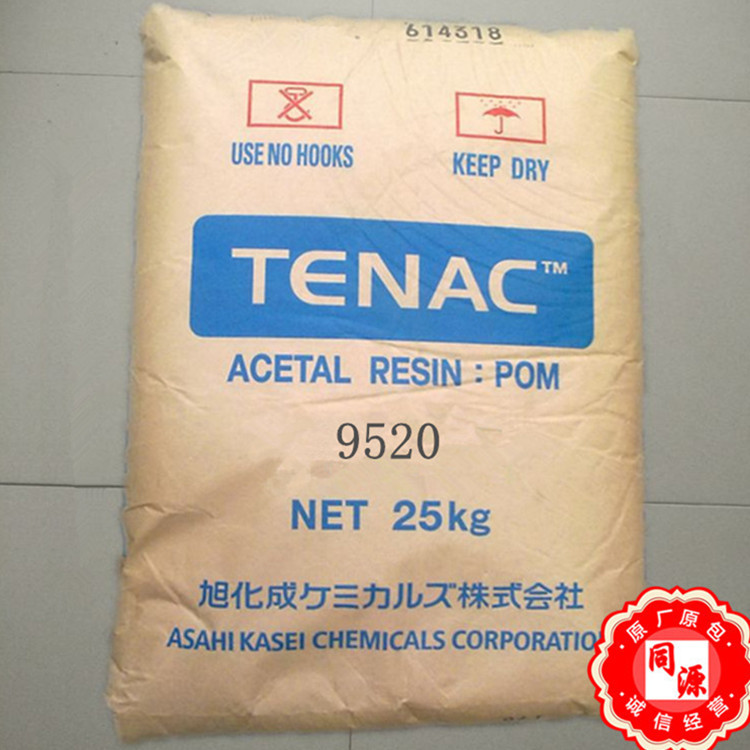 614318
USE NO HOOKS
KEEP DRY
TENAC™
ACETAL RESIN : POM
9520
NET 25kg
旭化成ケミカルズ株式会社
ASAHI KASEI CHEMICALS CORPORATION
原厂原包
同源
诚信经营